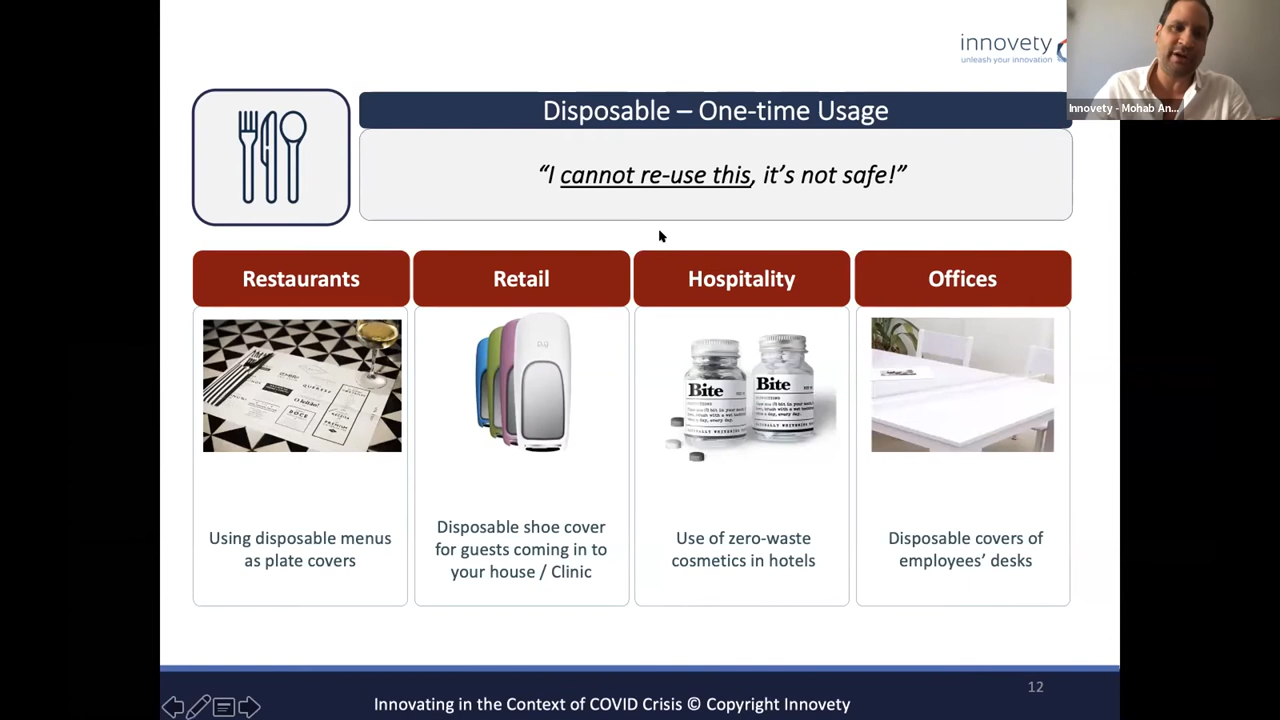 innovety
unleash your innovation
Innovety - Mohab An...
Disposable – One-time Usage
“I cannot re-use this, it’s not safe!”
Restaurants
Retail
Hospitality
Offices
Bite
Bite
Using disposable menus
as plate covers
Disposable shoe cover
for guests coming in to
your house / Clinic
Use of zero-waste
cosmetics in hotels
Disposable covers of
employees’ desks
12
Innovating in the Context of COVID Crisis © Copyright Innovety